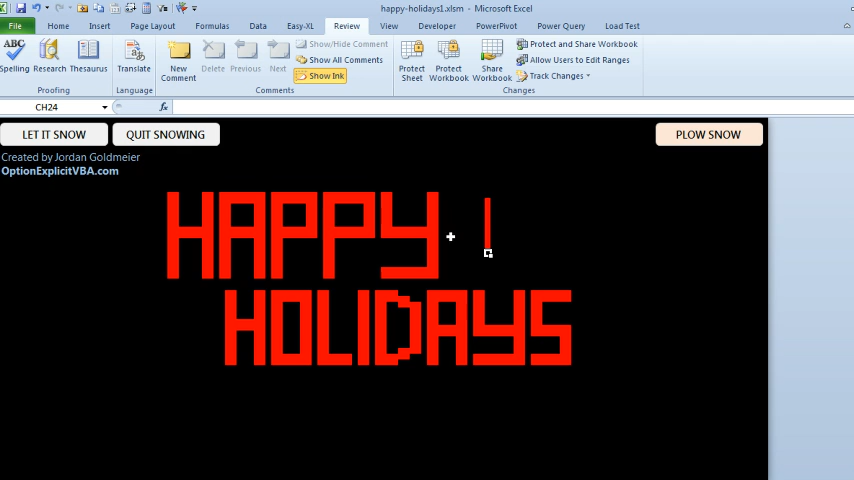 happy-holidays1.xlsm - Microsoft Excel
File Home Insert Page Layout Formulas Data Easy-XL Review View Developer PowerPivot Power Query Load Test
ABC
Spelling Research Thesaurus
Proofing
Translate
Language
New Comment Delete Previous Next
Show/Hide Comment
Show All Comments
Show Ink
Comments
Protect Sheet Protect Workbook Share Workbook
Protect and Share Workbook
Allow Users to Edit Ranges
Track Changes
Changes
CH24 fx
LET IT SNOW QUIT SNOWING PLOW SNOW
Created by Jordan Goldmeier
OptionExplicitVBA.com
HAPPY
HOLIDAYS